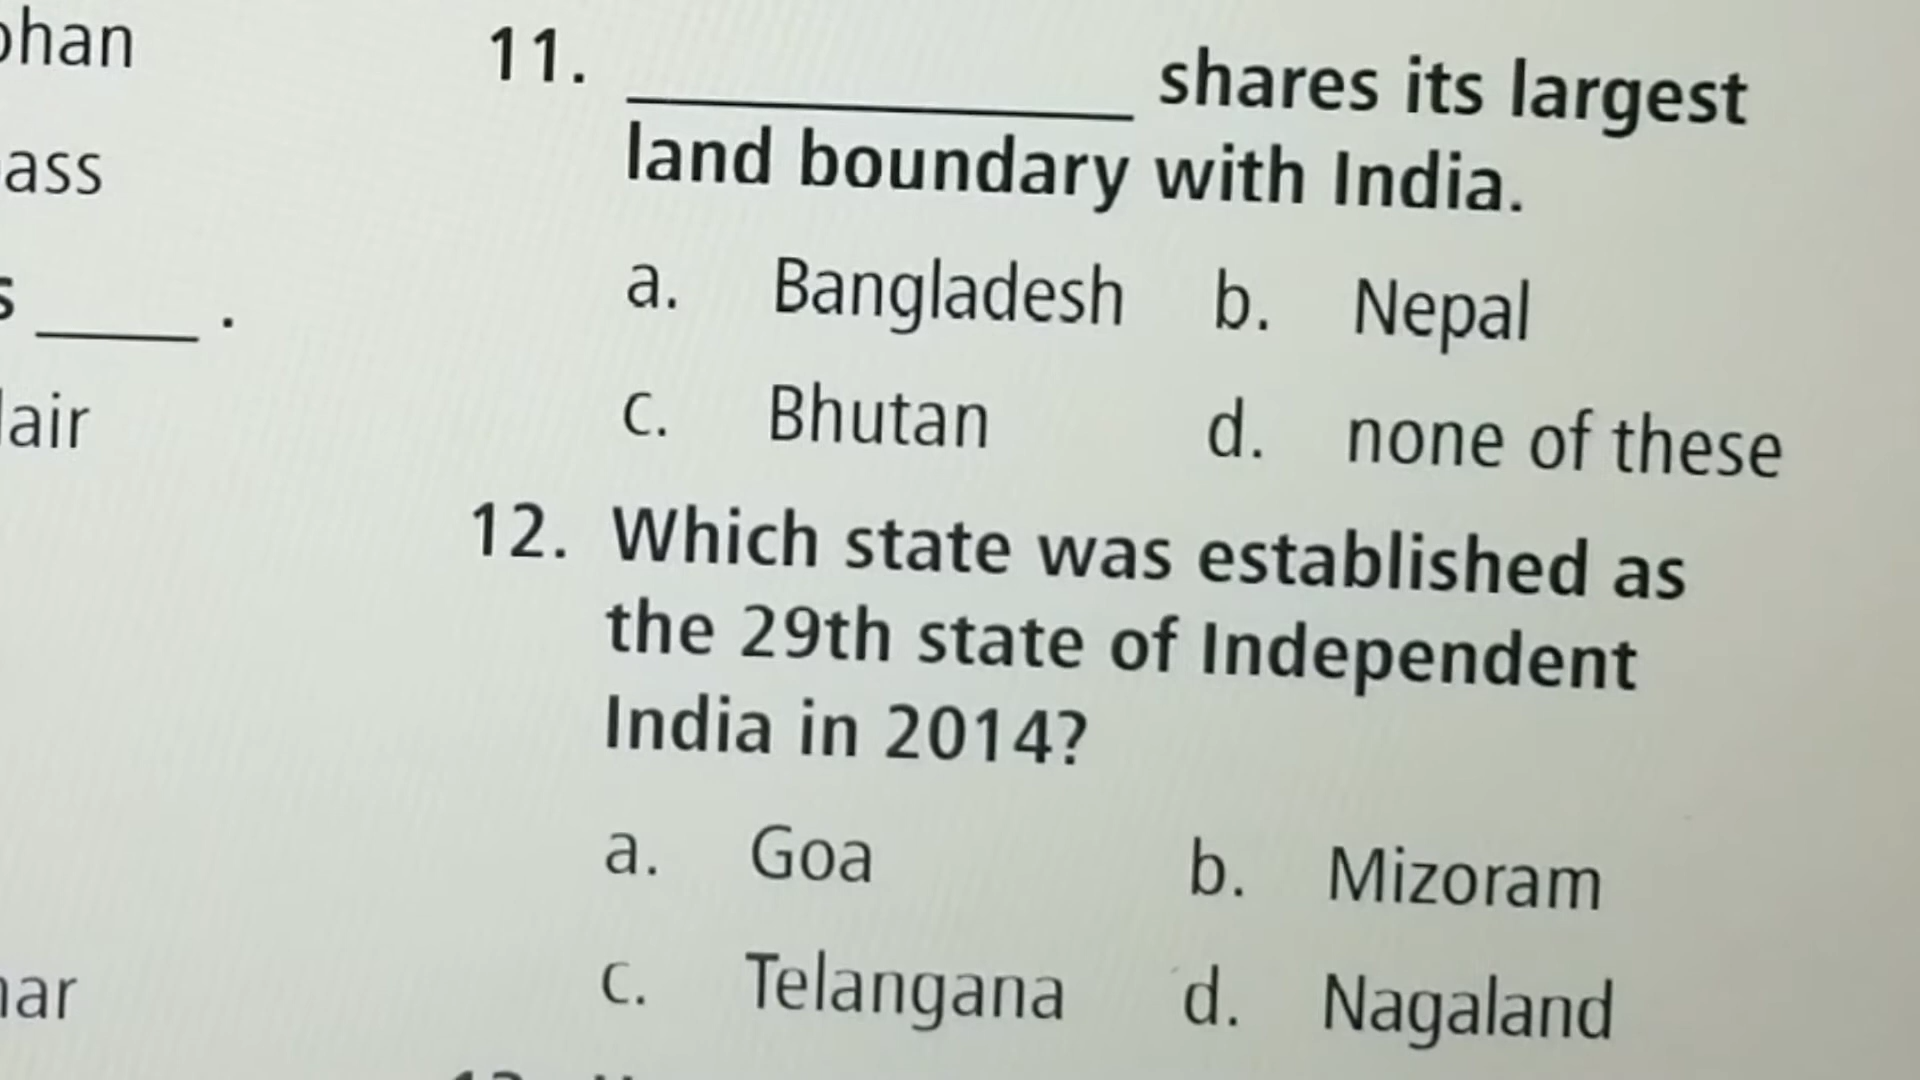 11. ________ shares its largest
land boundary with India.
a. Bangladesh b. Nepal
c. Bhutan d. none of these
12. Which state was established as
the 29th state of Independent
India in 2014?
a. Goa b. Mizoram
c. Telangana d. Nagaland